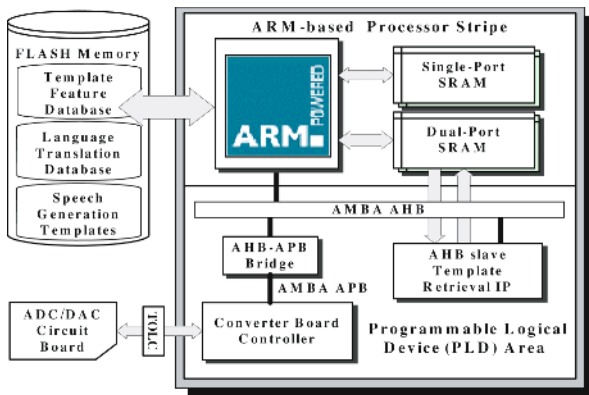 ARM-based Processor Stripe
FLASH Memory
Template
Feature
Database
Language
Translation
Database
Speech
Generation
Templates
ARM
POWERED
Single-Port
SRAM
Dual-Port
SRAM
AMBA AHB
AHB-APB
Bridge
AMBA APB
AHB slave
Template
Retrieval IP
ADC/DAC
Circuit
Board
TOLC
Converter Board
Controller
Programmable Logical
Device (PLD) Area